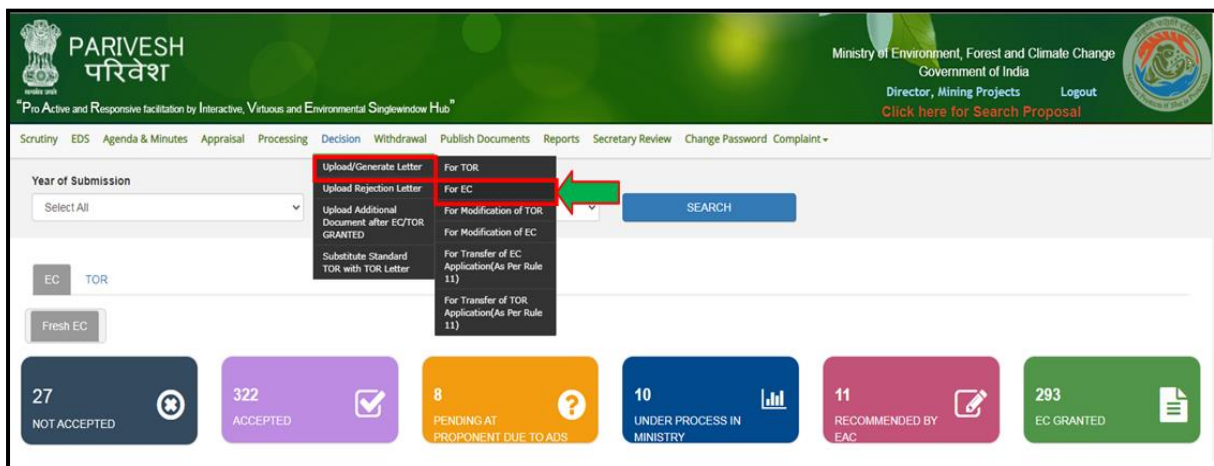 PARIVESH
परिवेश
"Pro Active and Responsive facilitation by Interactive, Virtuous and Environmental Singlewindow Hub"
Ministry of Environment, Forest and Climate Change
Government of India
Director, Mining Projects Logout
Click here for Search Proposal
Scrutiny EDS Agenda & Minutes Appraisal Processing Decision Withdrawal Publish Documents Reports Secretary Review Change Password Complaint
Upload/Generate Letter
Upload Rejection Letter
Upload Additional
Document after EC/TOR
GRANTED
Substitute Standard
TOR with TOR Letter
For TOR
For EC
For Modification of TOR
For Modification of EC
For Transfer of EC
Application(As Per Rule
11)
For Transfer of TOR
Application(As Per Rule
11)
Year of Submission
Select All
SEARCH
EC TOR
Fresh EC
27
NOT ACCEPTED
322
ACCEPTED
8
PENDING AT
PROPONENT DUE TO ADS
10
UNDER PROCESS IN
MINISTRY
11
RECOMMENDED BY
EAC
293
EC GRANTED